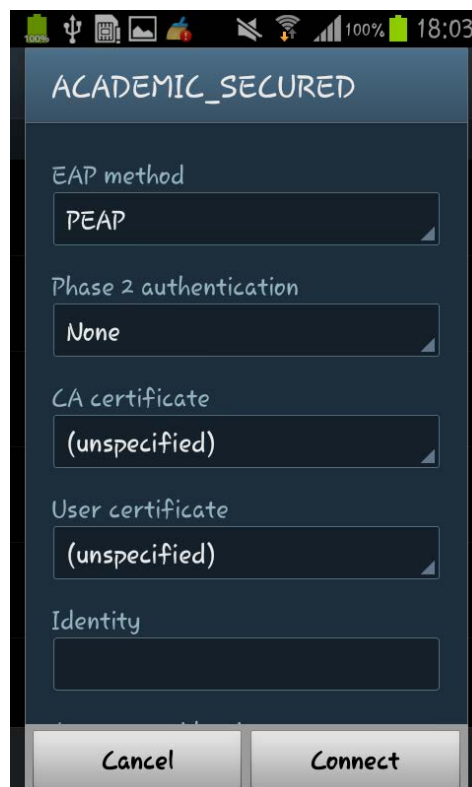 100%
100%
18:03
ACADEMIC_SECURED
EAP method
PEAP
Phase 2 authentication
None
CA certificate
(unspecified)
User certificate
(unspecified)
Identity
Cancel
Connect